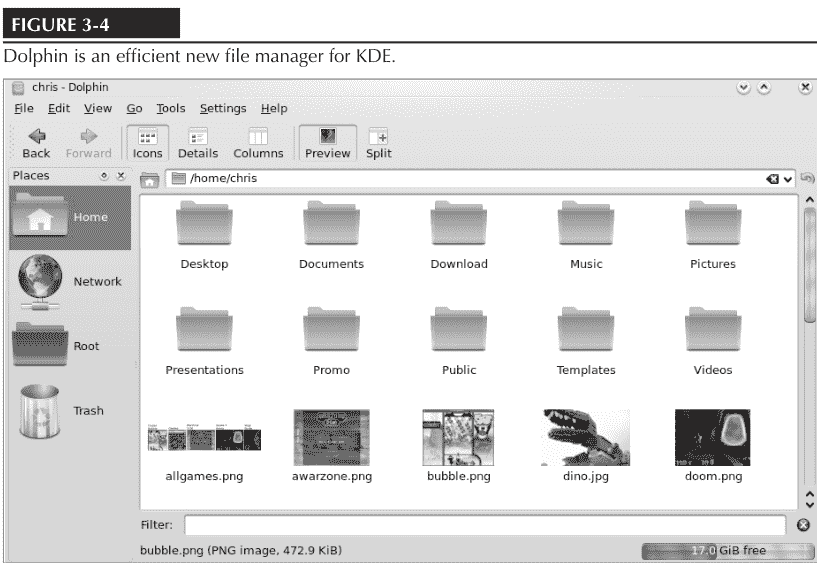 FIGURE 3-4
Dolphin is an efficient new file manager for KDE.
chris - Dolphin
File Edit View Go Tools Settings Help
Back Forward Icons Details Columns Preview Split
Places
/home/chris
Home
Network
Root
Trash
Desktop Documents Download Music Pictures
Presentations Promo Public Templates Videos
allgames.png awarzone.png bubble.png dino.jpg doom.png
Filter:
bubble.png (PNG image, 472.9 KiB)
17.0 GiB free